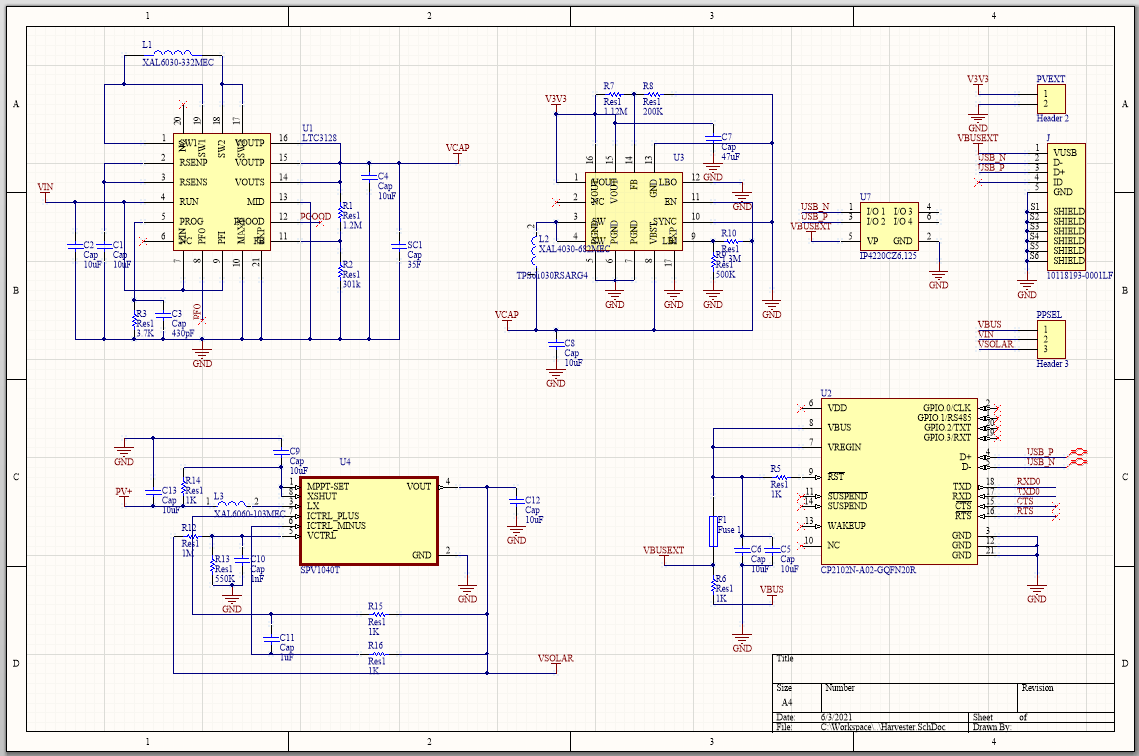 1
2
3
4
A
B
C
D
L1
XAL6030-332MEC
20
19
18
17
U1
LTC3128
SW1
SW2
1
2
3
4
5
6
RSENP
RSENS
RUN
PROG
NC
VOUTP
VOUTP
VOUTS
MID
PGOOD
16
15
14
13
12
11
PFO
PFI
7
8
9
10
21
VIN
VCAP
PGOOD
PFO
C2
Cap
10uF
C1
Cap
10uF
C4
Cap
10uF
R1
Res1
1.2M
R2
Res1
301k
SC1
Cap
35F
R3
Res1
3.7K
C3
Cap
430pF
GND
V3V3
R7
Res1
1.12M
R8
Res1
200K
C7
Cap
47uF
GND
U3
16
15
14
13
VOUT
FB
GND
1
2
3
4
NC
SW
SW
LBO
EN
SYNC
LBI
12
11
10
9
PGND
PGND
VBST
5
6
7
8
17
GND
L2
XAL4030-682MEC
R10
Res1
Res1
500K
GND
GND
GND
GND
VCAP
C8
Cap
10uF
GND
V3V3
PVEXT
1
2
Header 2
GND
VBUSEXT
USB_N
USB_P
J
1
2
3
4
5
VUSB
D-
D+
ID
GND
S1
S2
S3
S4
S5
S6
SHIELD
SHIELD
SHIELD
SHIELD
SHIELD
SHIELD
10118193-0001LF
GND
U7
USB_N
USB_P
VBUSEXT
1
3
5
I/O 1
I/O 2
VP
I/O 3
I/O 4
GND
4
6
2
IP4220CZ6,125
GND
PPSEL
VBUS
VIN
VSOLAR
1
2
3
Header 3
GND
PV+
C13
Cap
10uF
R14
Res1
1K
C9
Cap
10uF
L3
1
2
XAL6060-103MEC
U4
MPPT-SET
XSHUT
LX
ICTRL_PLUS
ICTRL_MINUS
VCTRL
VOUT
GND
4
2
SPV1040T
R12
Res1
1M
R13
Res1
550K
C10
Cap
1nF
GND
C12
Cap
10uF
GND
GND
R15
Res1
1K
C11
Cap
1uF
R16
Res1
1K
VSOLAR
U2
6
8
7
9
11
14
13
10
VDD
VBUS
VREGIN
RST
SUSPEND
SUSPEND
WAKEUP
NC
GPIO.0/CLK
GPIO.1/RS485
GPIO.2/TXT
GPIO.3/RXT
D+
D-
TXD
RXD
CTS
RTS
GND
GND
GND
4
18
17
15
16
3
12
21
USB_P
USB_N
RXD0
TXD0
CTS
RTS
CP2102N-A02-GQFN20R
GND
R5
Res1
1K
F1
Fuse 1
C6
Cap
10uF
C5
Cap
10uF
VBUSEXT
R6
Res1
1K
VBUS
GND
Title
Size
Number
Revision
A4
Date:
6/3/2021
Sheet of
File:
C:\Workspace\..\Harvester.SchDoc
Drawn By:
1
2
3
4
A
B
C
D